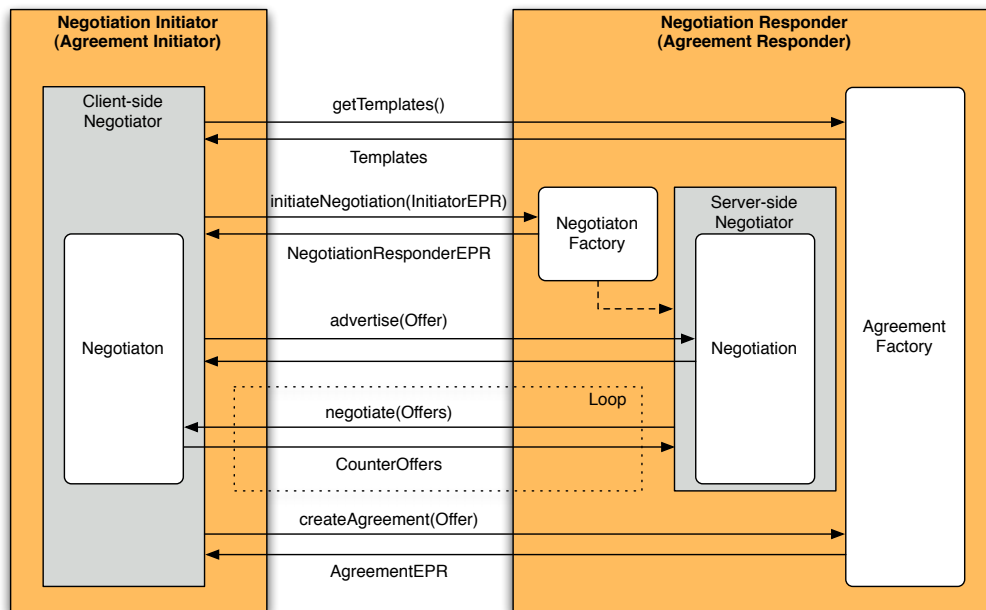 Negotiation Initiator
(Agreement Initiator)
Negotiation Responder
(Agreement Responder)
Client-side
Negotiator
getTemplates()
Templates
initiateNegotiation(InitiatorEPR)
NegotiationResponderEPR
Negotiaton
Factory
Server-side
Negotiator
advertise(Offer)
Negotiaton
Negotiation
Agreement
Factory
Loop
negotiate(Offers)
CounterOffers
createAgreement(Offer)
AgreementEPR